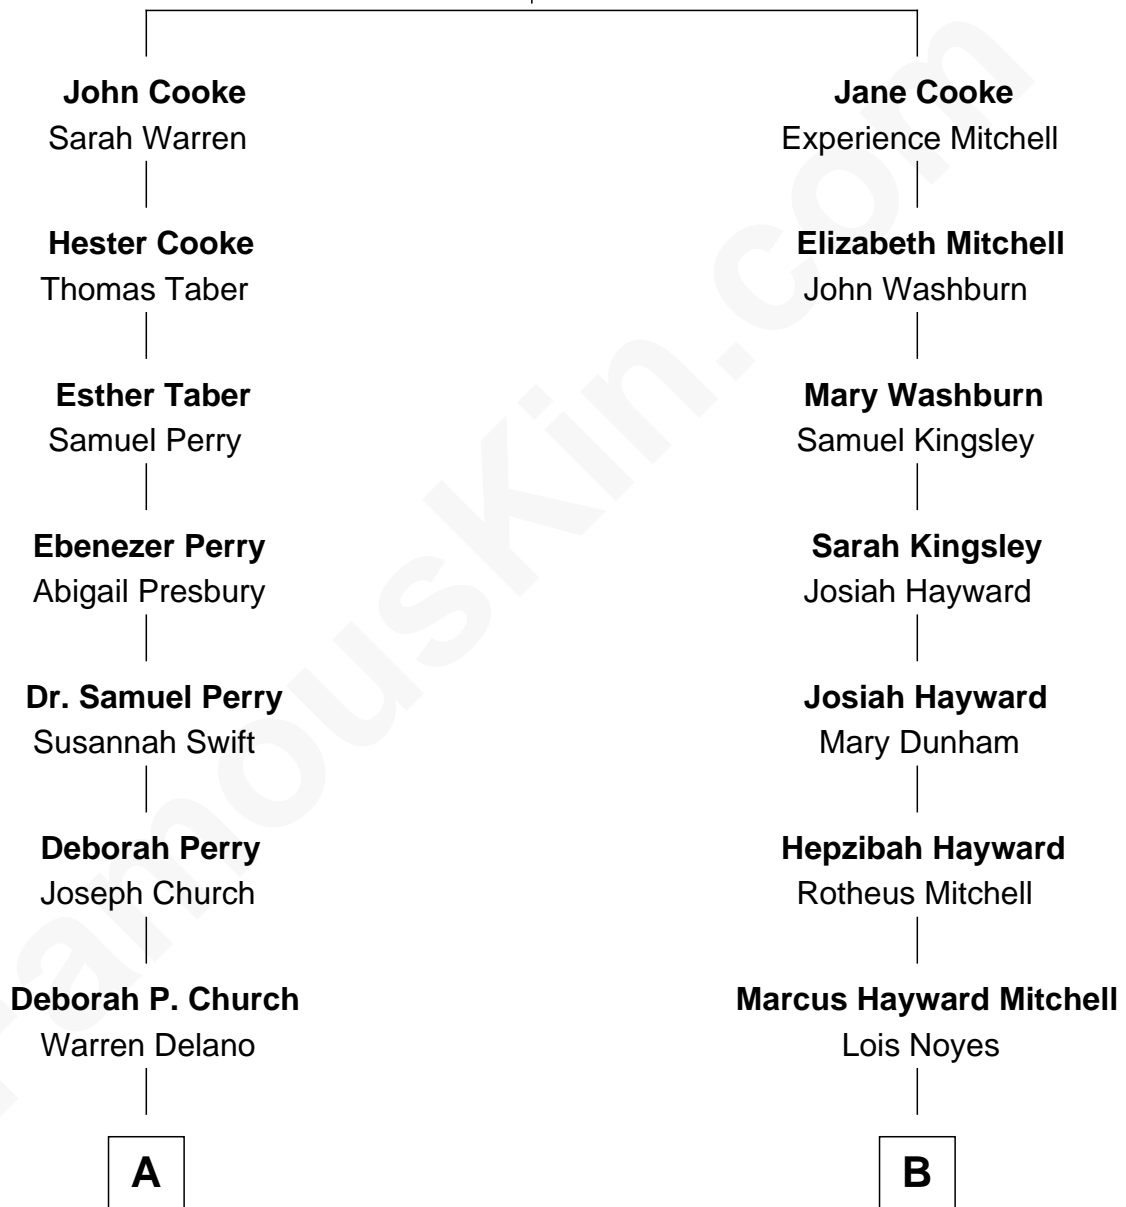 John Cooke
Sarah Warren
Hester Cooke
Thomas Taber
Esther Taber
Samuel Perry
Ebenezer Perry
Abigail Presbury
Dr. Samuel Perry
Susannah Swift
Deborah Perry
Joseph Church
Deborah P. Church
Warren Delano
A
Jane Cooke
Experience Mitchell
Elizabeth Mitchell
John Washburn
Mary Washburn
Samuel Kingsley
Sarah Kingsley
Josiah Hayward
Josiah Hayward
Mary Dunham
Hepzibah Hayward
Rotheus Mitchell
Marcus Hayward Mitchell
Lois Noyes
B
FamousKin.com